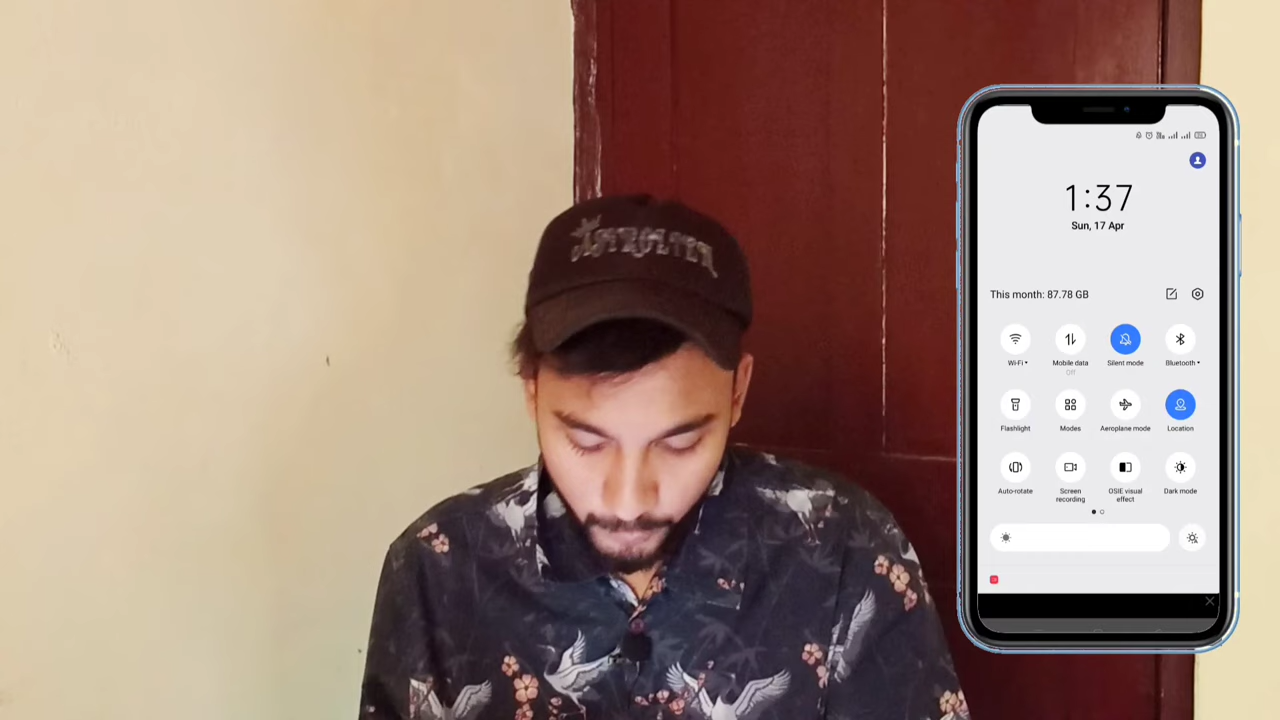 1:37
Sun, 17 Apr
This month: 87.78 GB
Wi-Fi
Mobile data
Off
Silent mode
Bluetooth
Flashlight
Modes
Aeroplane mode
Location
Auto-rotate
Screen recording
OSIE visual effect
Dark mode